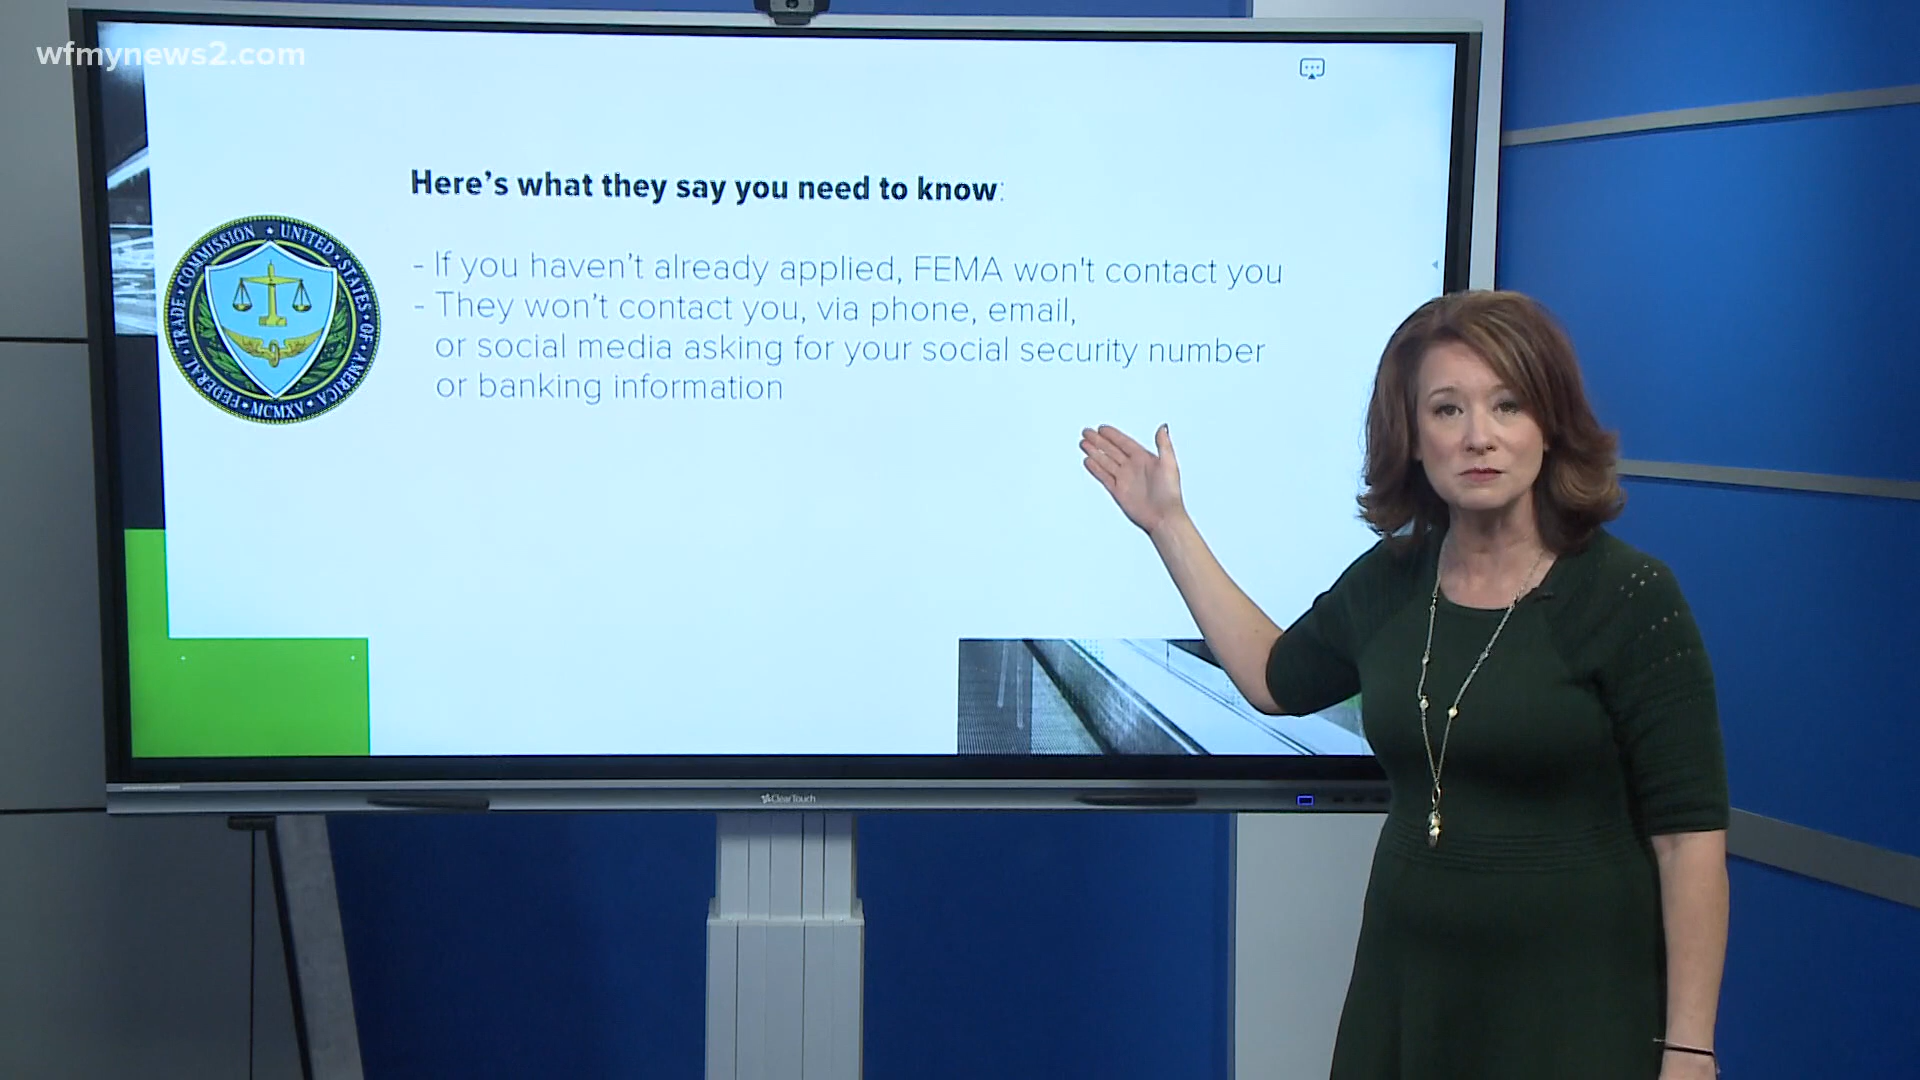 wfmynews2.com
Here's what they say you need to know:
FEDERAL TRADE COMMISSION • UNITED STATES OF AMERICA
MCMXV
- If you haven't already applied, FEMA won't contact you
- They won't contact you, via phone, email,
or social media asking for your social security number
or banking information
ClearTouch